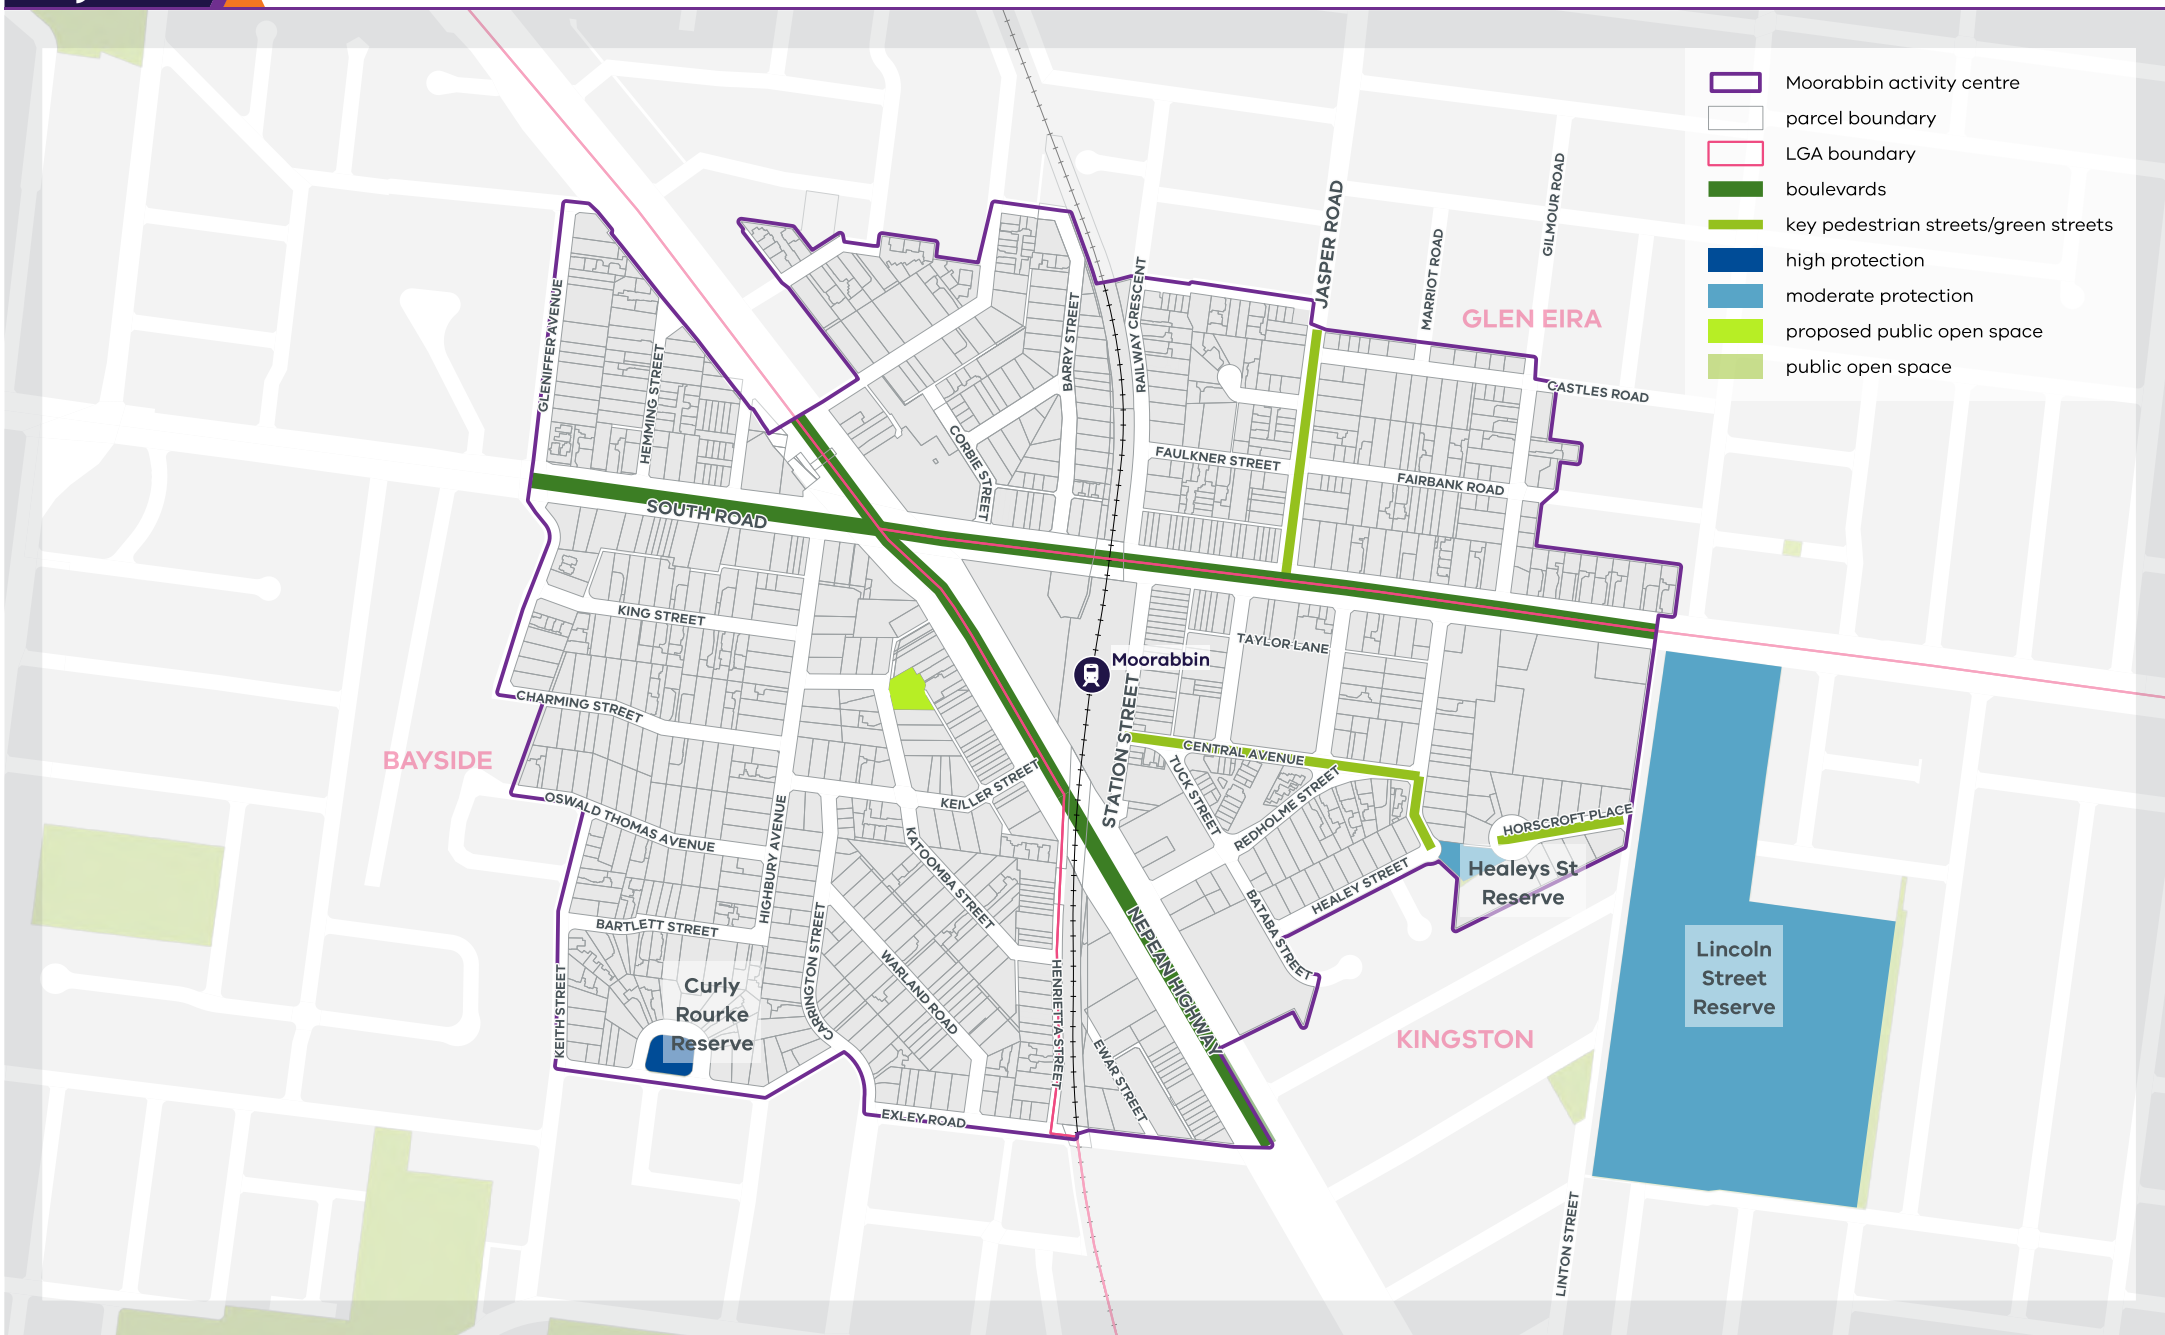 Moorabbin activity centre
parcel boundary
LGA boundary
boulevards
key pedestrian streets/green streets
high protection
moderate protection
proposed public open space
public open space
GLEN EIRA
BAYSIDE
KINGSTON
JASPER ROAD
MARRIOT ROAD
GILMOUR ROAD
CASTLES ROAD
GLENIFFER AVENUE
HEMMING STREET
BARRY STREET
RAILWAY CRESCENT
CORBIE STREET
FAULKNER STREET
FAIRBANK ROAD
SOUTH ROAD
KING STREET
TAYLOR LANE
Moorabbin
CHARMING STREET
STATION STREET
CENTRAL AVENUE
TUCK STREET
REDHOLME STREET
KEILLER STREET
HORSCROFT PLACE
OSWALD THOMAS AVENUE
HIGHBURY AVENUE
KATOOMBA STREET
HEALEY STREET
Healeys St
Reserve
BATABA STREET
BARTLETT STREET
CARRINGTON STREET
WARLAND ROAD
NEPEAN HIGHWAY
HENRIETTA STREET
KEITH STREET
Curly
Rourke
Reserve
Lincoln
Street
Reserve
EWAR STREET
EXLEY ROAD
LINTON STREET